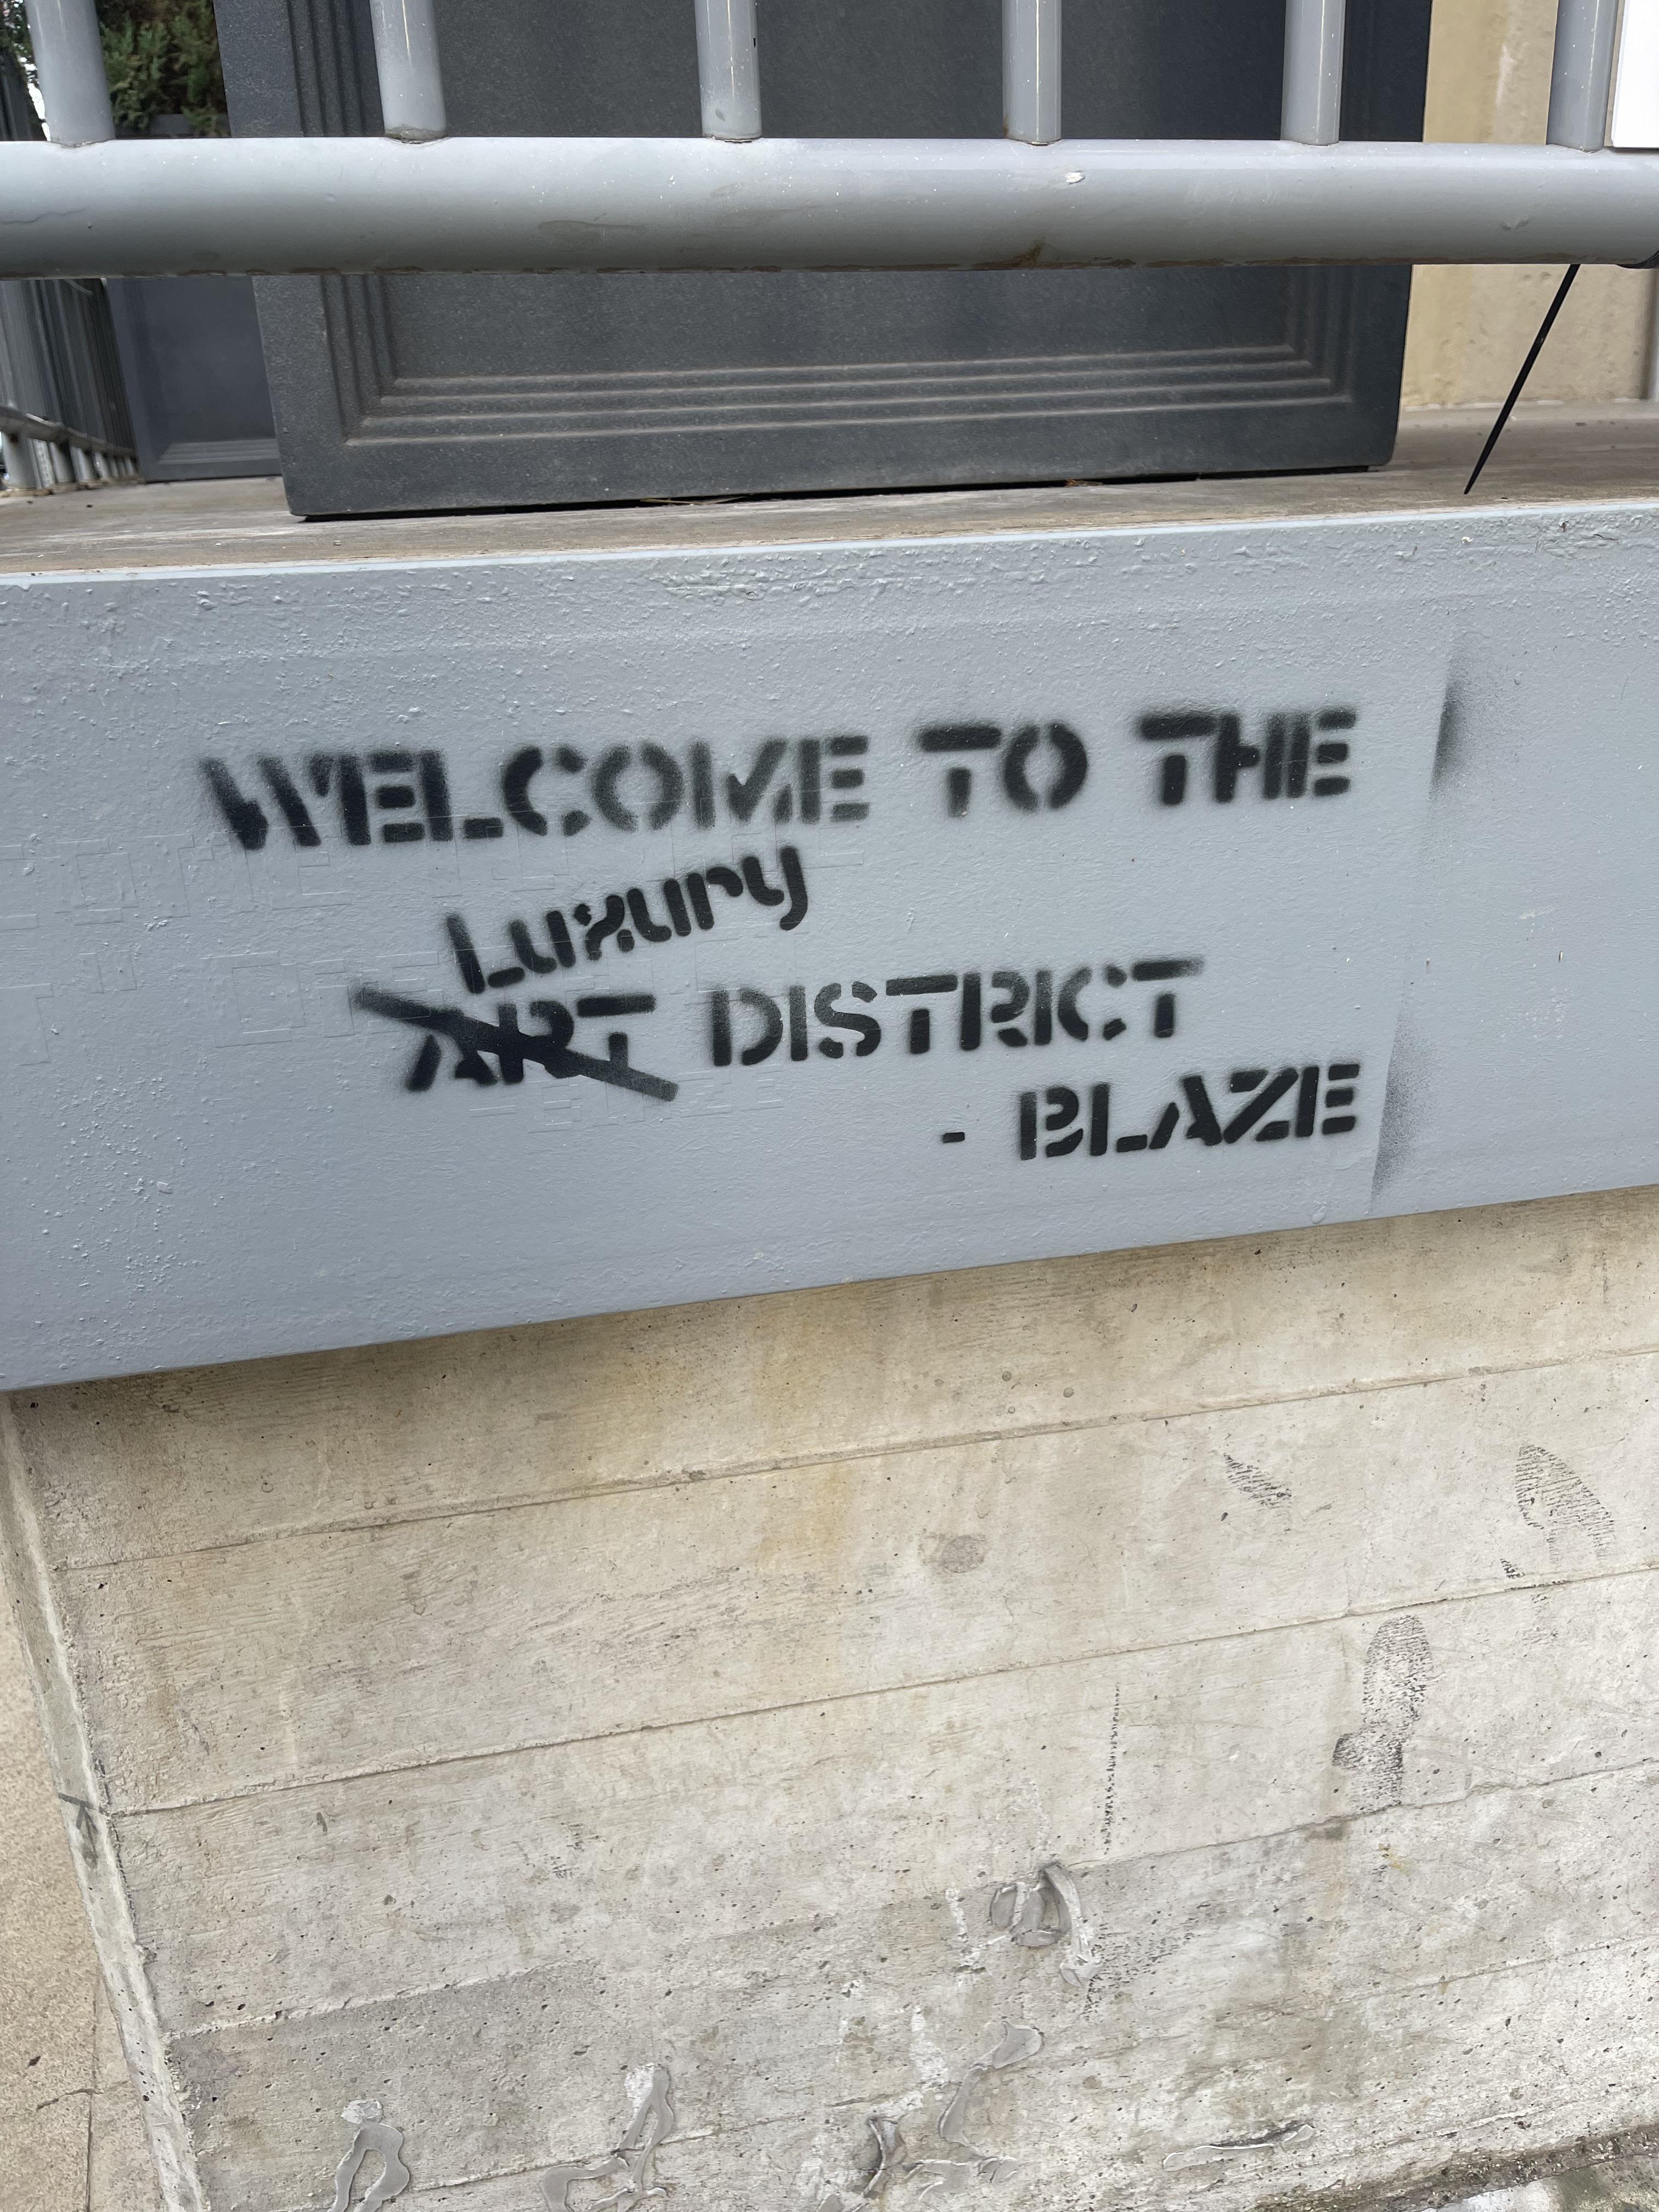 WELCOME TO THE
Luxury
ART DISTRICT
- BLAZE